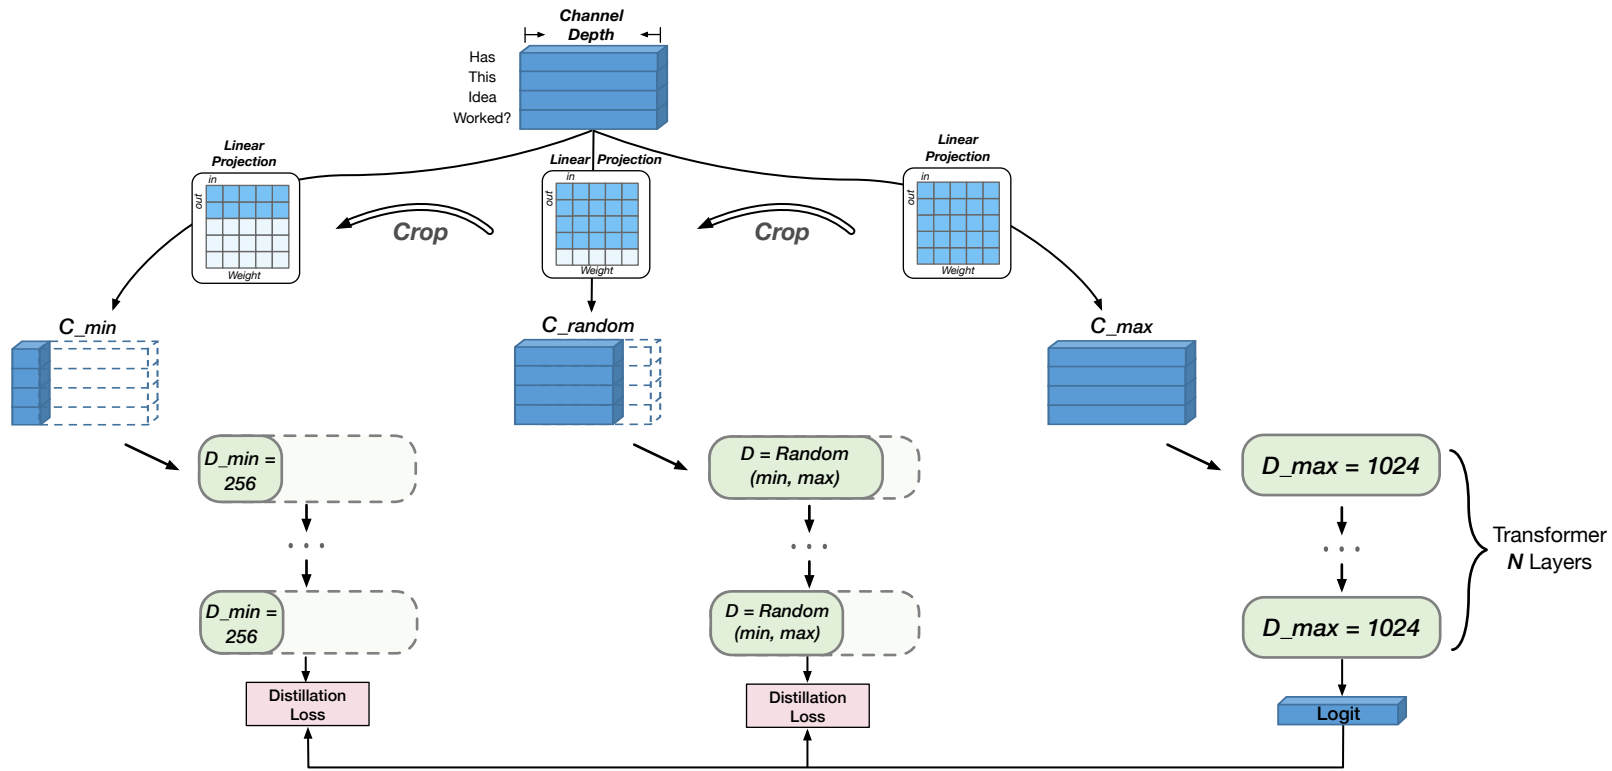 Channel
Depth
Has
This
Idea
Worked?
Linear
Projection
in
out
Weight
Crop
Linear Projection
in
out
Weight
Crop
Linear
Projection
in
out
Weight
C_min
C_random
C_max
D_min =
256
D = Random
(min, max)
D_max = 1024
. . .
. . .
. . .
Transformer
N Layers
D_min =
256
D = Random
(min, max)
D_max = 1024
Distillation
Loss
Distillation
Loss
Logit